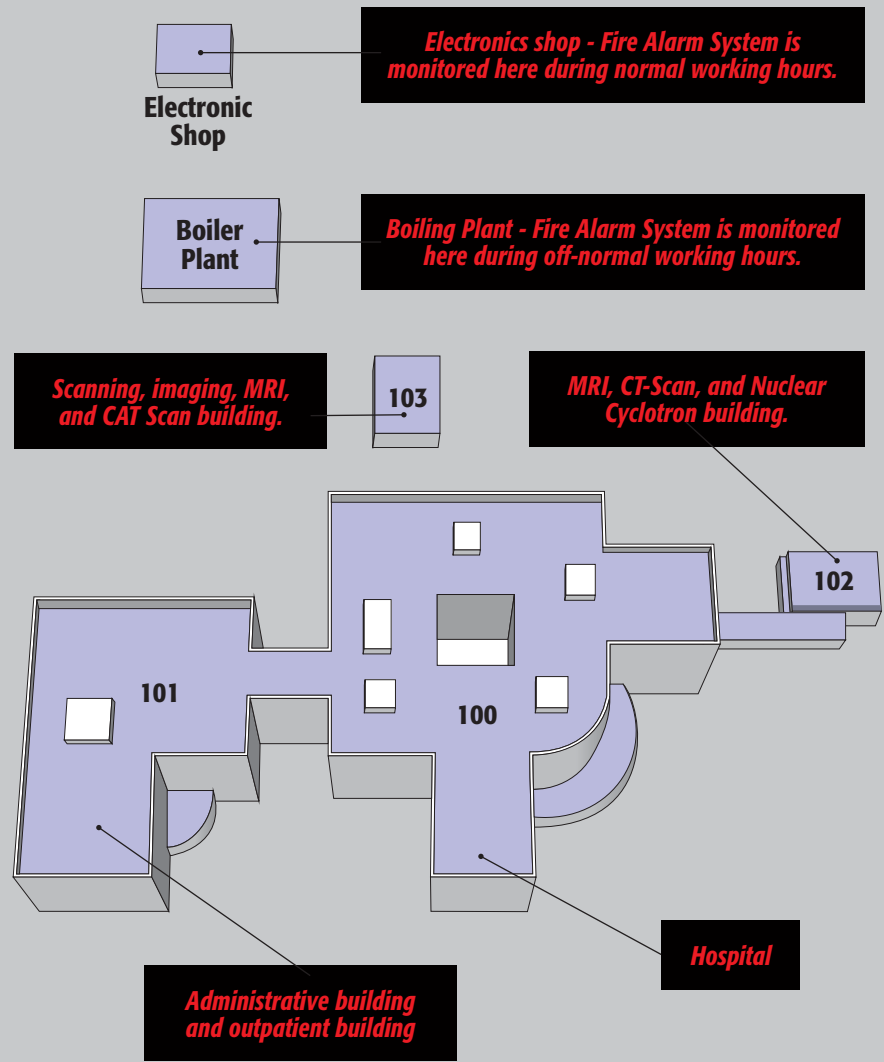 Electronics shop - Fire Alarm System is
monitored here during normal working hours.
Electronic
Shop
Boiler
Plant
Boiling Plant - Fire Alarm System is monitored
here during off-normal working hours.
Scanning, imaging, MRI,
and CAT Scan building.
103
MRI, CT-Scan, and Nuclear
Cyclotron building.
102
101
100
Hospital
Administrative building
and outpatient building